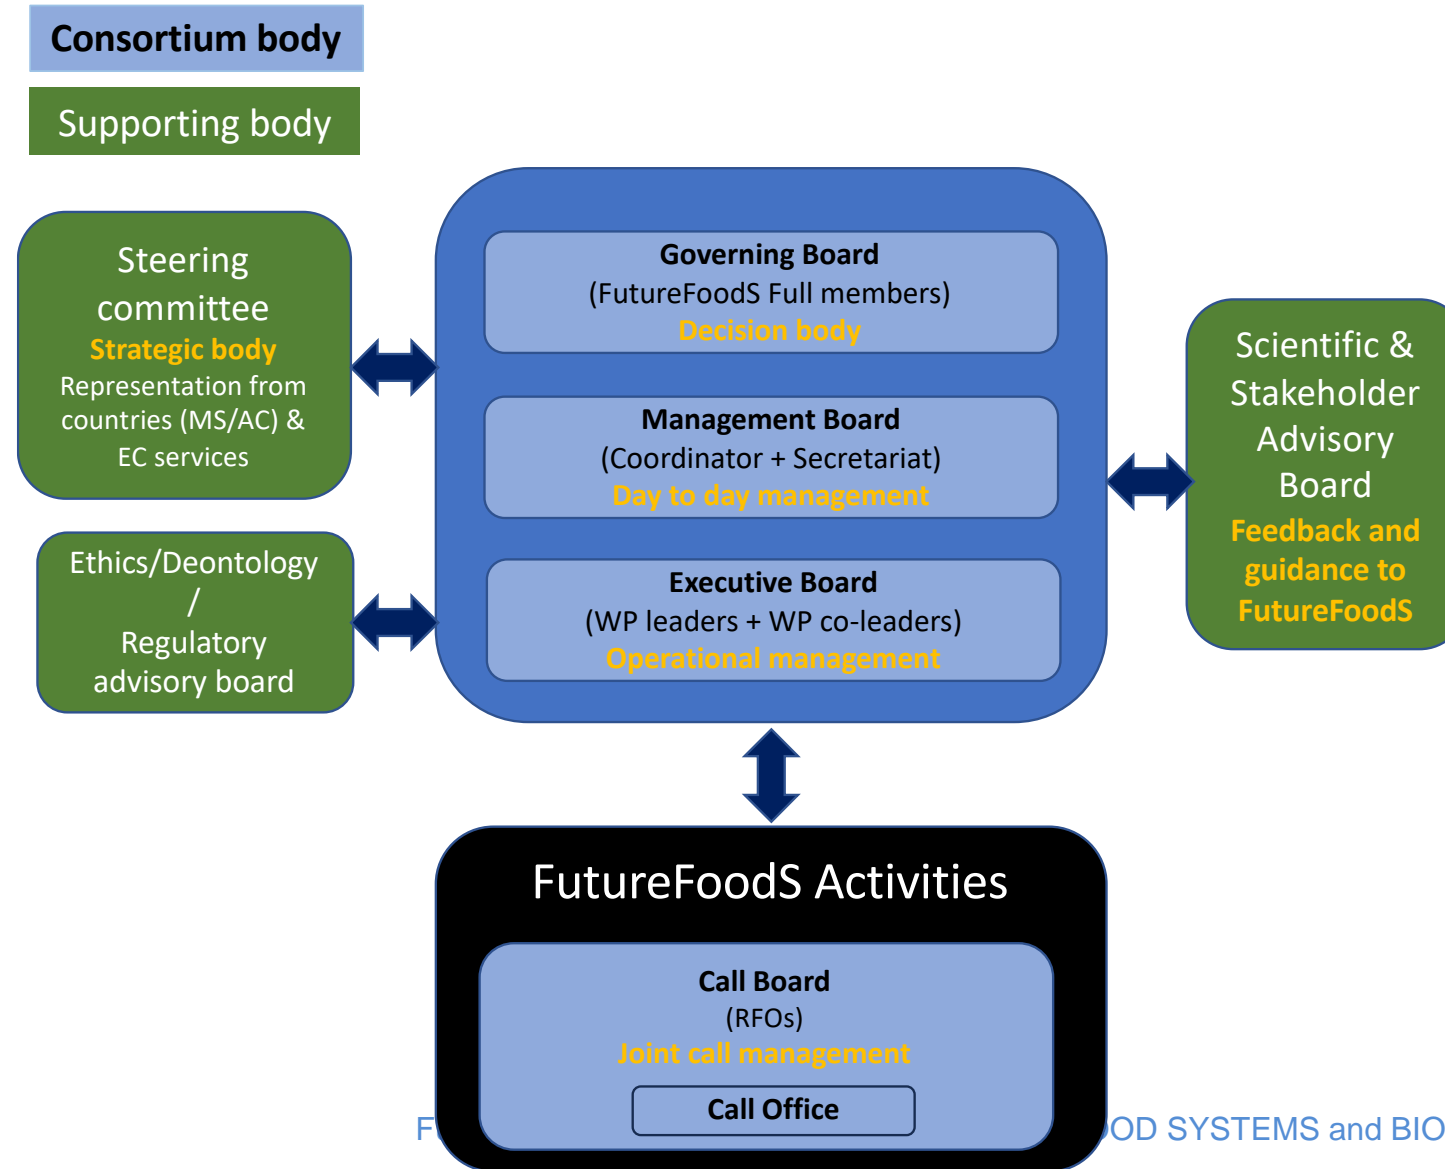 Consortium body
Supporting body
Steering
committee
Strategic body
Representation from
countries (MS/AC) &
EC services
Ethics/Deontology
/
Regulatory
advisory board
Governing Board
(FutureFoodS Full members)
Decision body
Management Board
(Coordinator + Secretariat)
Day to day management
Executive Board
(WP leaders + WP co-leaders)
Operational management
Scientific &
Stakeholder
Advisory
Board
Feedback and
guidance to
FutureFoodS
FutureFoodS Activities
Call Board
(RFOs)
Joint call management
Call Office
SYSTEMS and